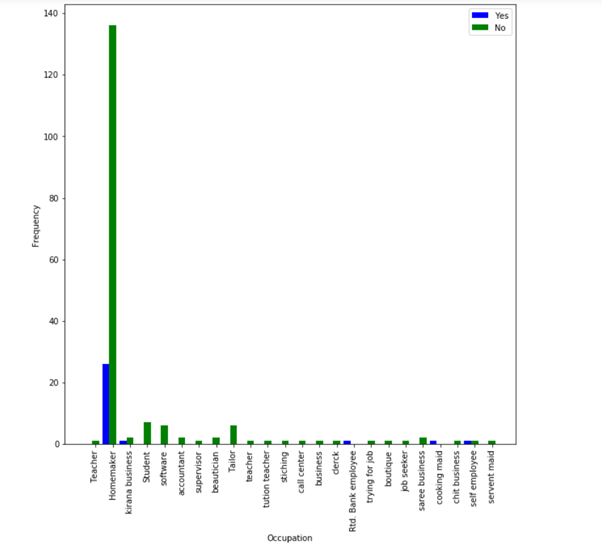 140
120
100
80
60
40
20
0
Frequency
Yes
No
Teacher
Homemaker
kirana business
Student
software
accountant
supervisor
beautician
Tailor
teacher
tution teacher
stiching
call center
business
clerck
Rtd. Bank employee
trying for job
boutique
job seeker
saree business
cooking maid
chit business
self employee
servent maid
Occupation